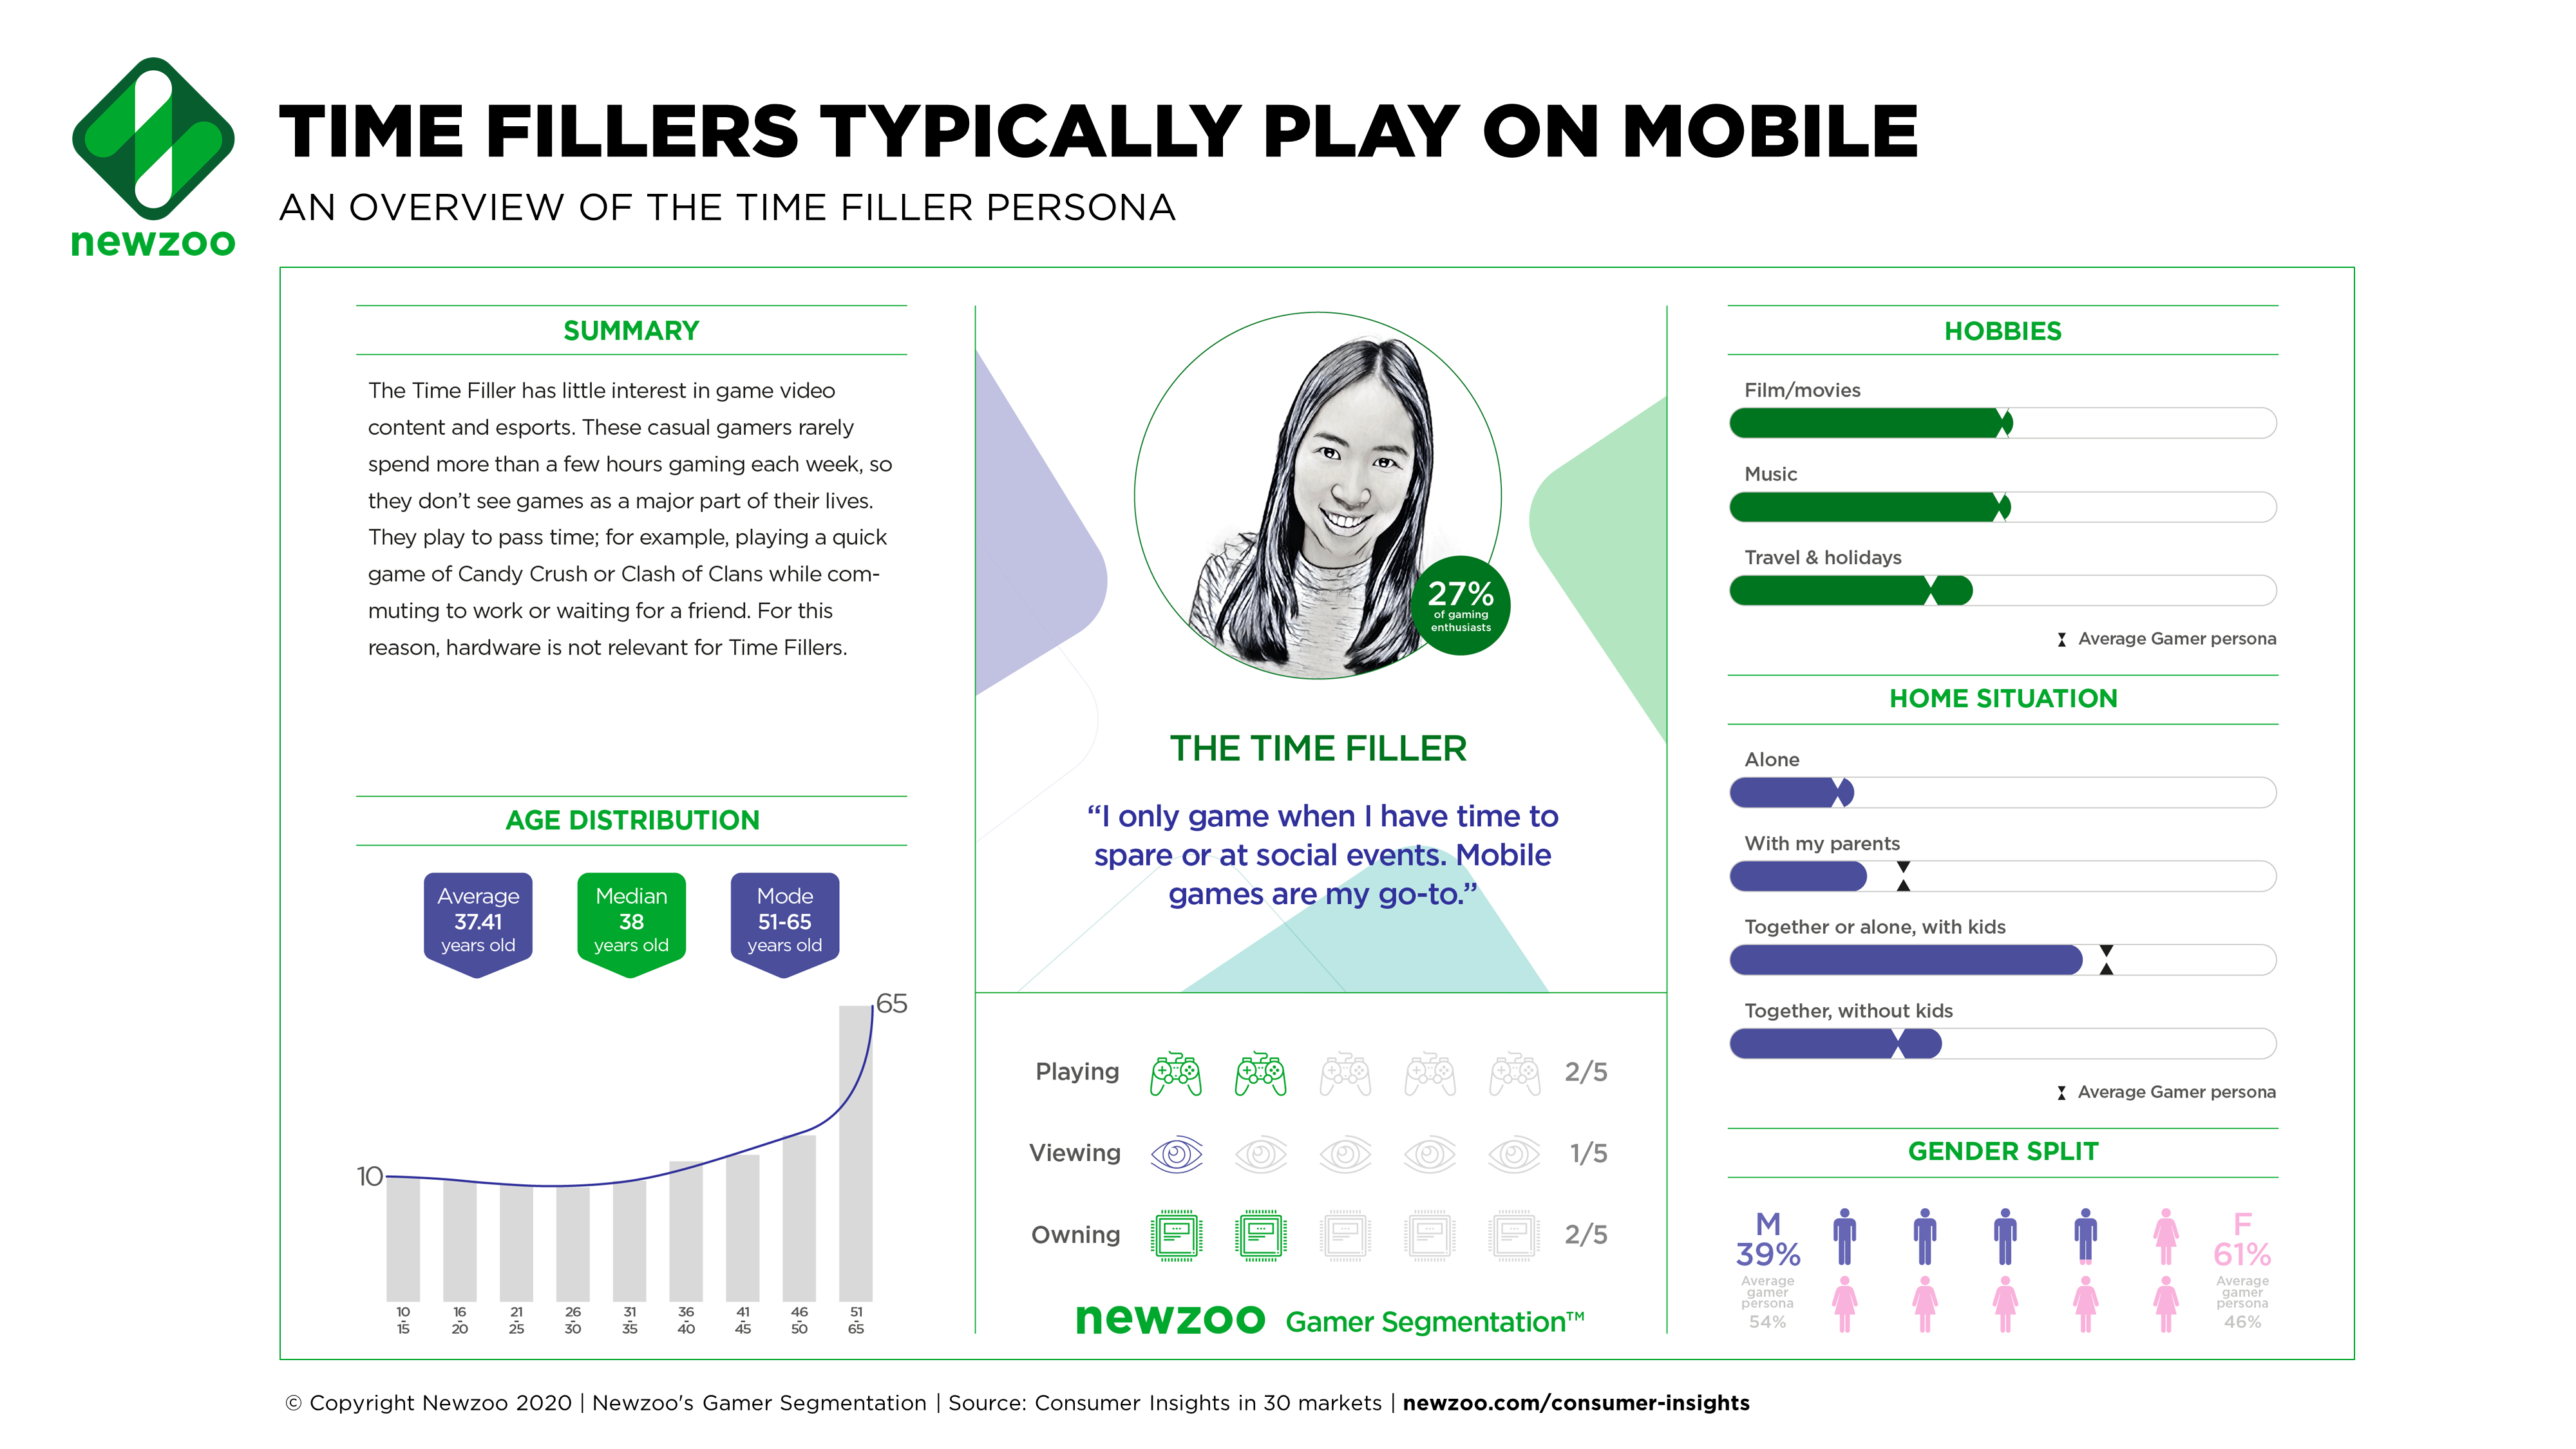 newzoo
TIME FILLERS TYPICALLY PLAY ON MOBILE
AN OVERVIEW OF THE TIME FILLER PERSONA
SUMMARY
The Time Filler has little interest in game video
content and esports. These casual gamers rarely
spend more than a few hours gaming each week, so
they don’t see games as a major part of their lives.
They play to pass time; for example, playing a quick
game of Candy Crush or Clash of Clans while com-
muting to work or waiting for a friend. For this
reason, hardware is not relevant for Time Fillers.
AGE DISTRIBUTION
Average
37.41
years old
Median
38
years old
Mode
51-65
years old
65
10
10-15
16-20
21-25
26-30
31-35
36-40
41-45
46-50
51-65
27%
of gaming
enthusiasts
THE TIME FILLER
“I only game when I have time to
spare or at social events. Mobile
games are my go-to.”
Playing 2/5
Viewing 1/5
Owning 2/5
newzoo Gamer Segmentation™
HOBBIES
Film/movies
Music
Travel & holidays
Average Gamer persona
HOME SITUATION
Alone
With my parents
Together or alone, with kids
Together, without kids
Average Gamer persona
GENDER SPLIT
M
39%
Average
gamer
persona
54%
F
61%
Average
gamer
persona
46%
© Copyright Newzoo 2020 | Newzoo's Gamer Segmentation | Source: Consumer Insights in 30 markets | newzoo.com/consumer-insights